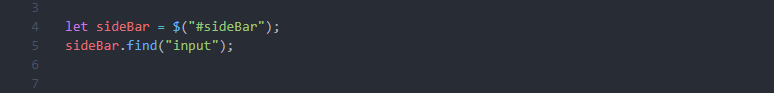 3
4 let sideBar = $("#sideBar");
5 sideBar.find("input");
6
7